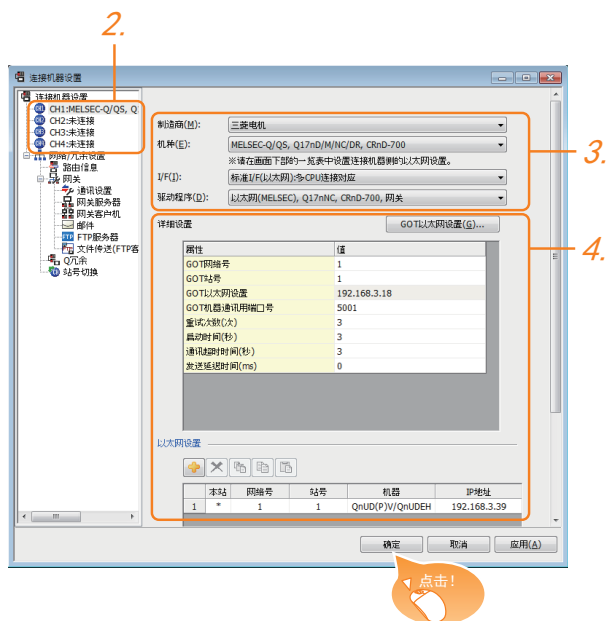 2.
连接机器设置
连接机器设置
CH1:MELSEC-Q/QS, Q
CH2:未连接
CH3:未连接
CH4:未连接
网络/冗余设置
路由信息
网关
通讯设置
网关服务器
网关客户机
邮件
FTP服务器
文件传送(FTP客
Q冗余
站号切换
制造商(M): 三菱电机
机种(E): MELSEC-Q/QS, Q17nD/M/NC/DR, CRnD-700
※请在画面下部的一览表中设置连接机器侧的以太网设置。
I/F(I): 标准I/F(以太网):多CPU连接对应
驱动程序(D): 以太网(MELSEC), Q17nNC, CRnD-700, 网关
3.
详细设置 GOT以太网设置(G)...
4.
属性 值
GOT网络号 1
GOT站号 1
GOT以太网设置 192.168.3.18
GOT机器通讯用端口号 5001
重试次数(次) 3
启动时间(秒) 3
通讯超时时间(秒) 3
发送延迟时间(ms) 0
以太网设置
本站 网络号 站号 机器 IP地址
1 * 1 1 QnUD(P)V/QnUDEH 192.168.3.39
确定 取消 应用(A)
点击!